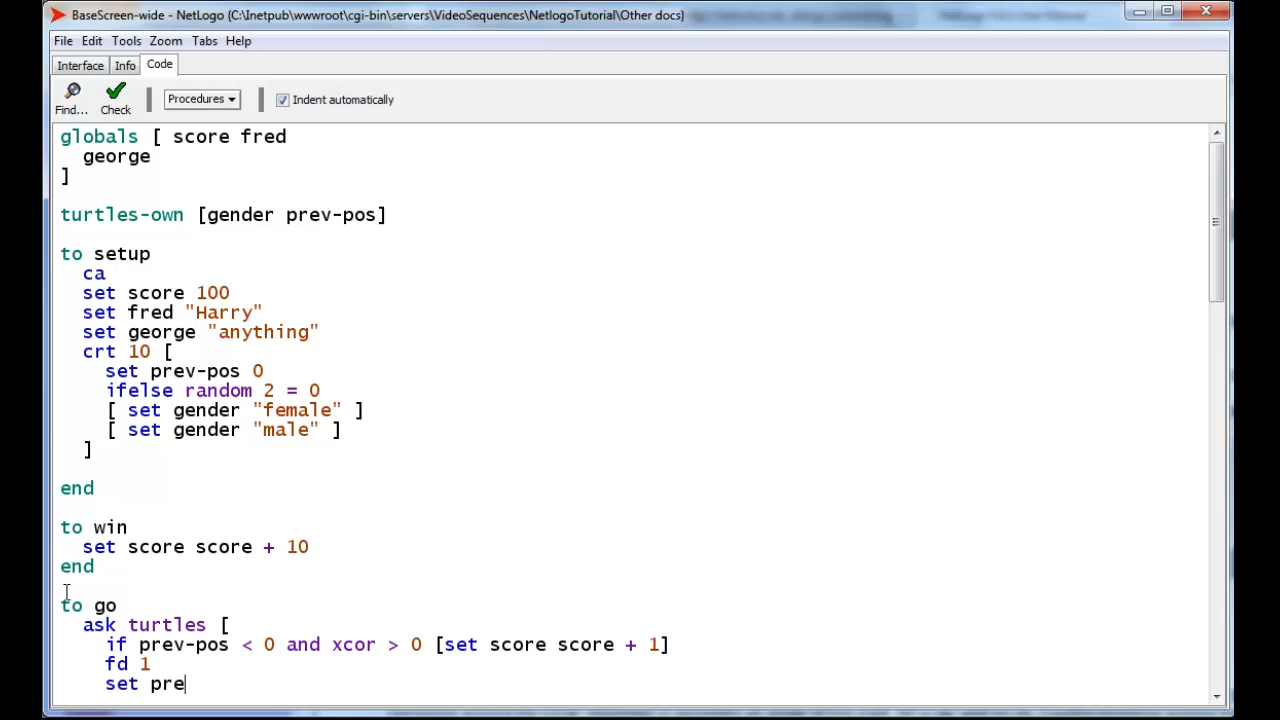 BaseScreen-wide - NetLogo {C:\Inetpub\wwwroot\cgi-bin\servers\VideoSequences\NetlogoTutorial\Other docs}
File Edit Tools Zoom Tabs Help
Interface Info Code
Find... Check Procedures Indent automatically
globals [ score fred
george
]
turtles-own [gender prev-pos]
to setup
ca
set score 100
set fred "Harry"
set george "anything"
crt 10 [
set prev-pos 0
ifelse random 2 = 0
[ set gender "female" ]
[ set gender "male" ]
]
end
to win
set score score + 10
end
to go
ask turtles [
if prev-pos < 0 and xcor > 0 [set score score + 1]
fd 1
set pre